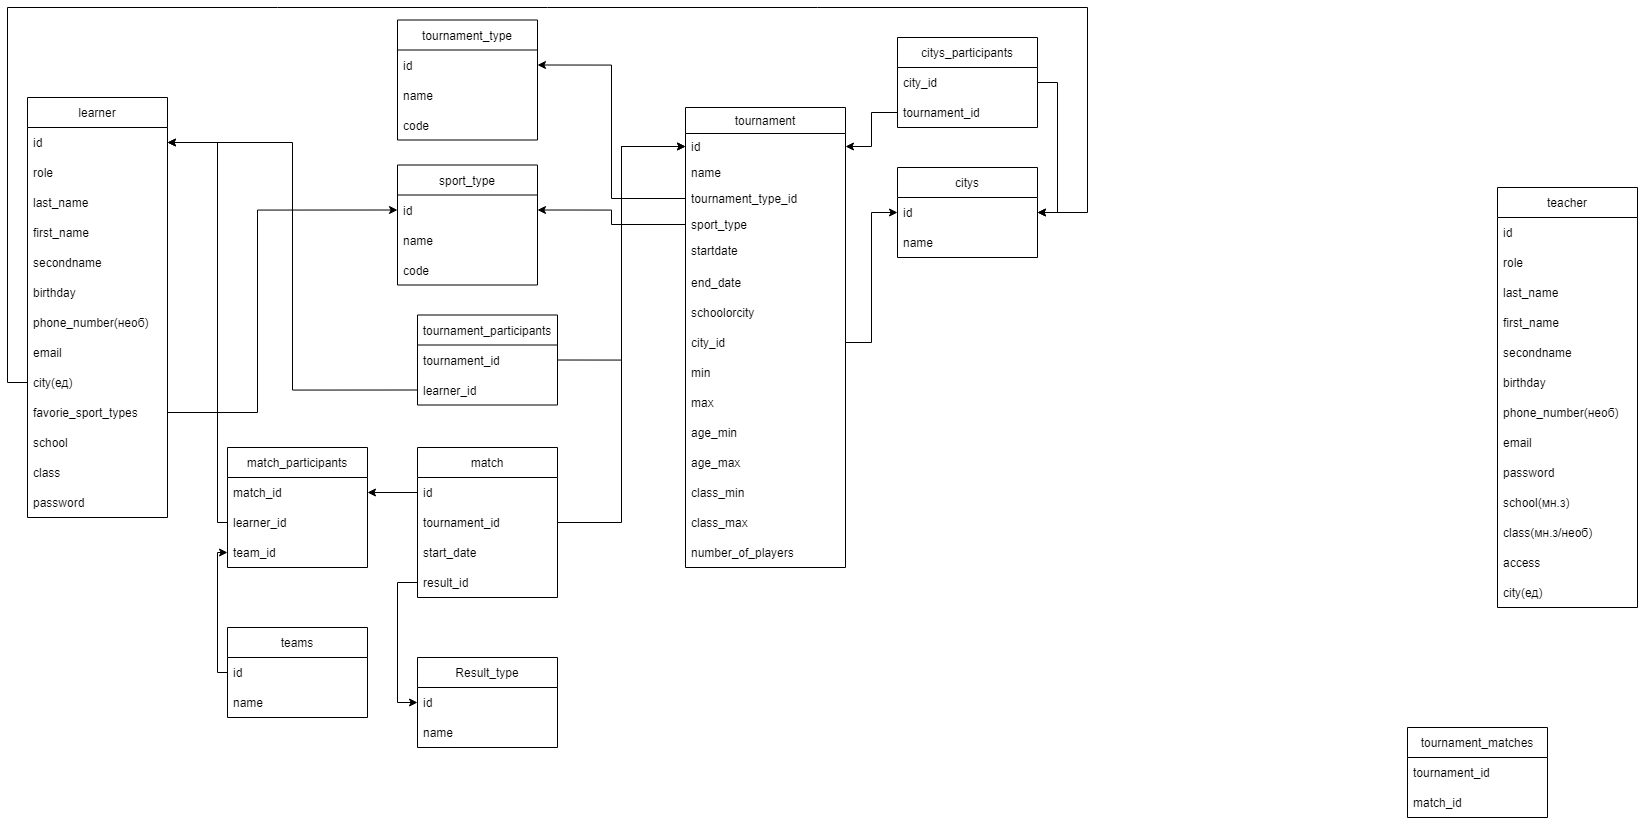 learner
id
role
last_name
first_name
secondname
birthday
phone_number(необ)
email
city(ед)
favorie_sport_types
school
class
password
tournament_type
id
name
code
sport_type
id
name
code
tournament_participants
tournament_id
learner_id
match_participants
match_id
learner_id
team_id
match
id
tournament_id
start_date
result_id
teams
id
name
Result_type
id
name
tournament
id
name
tournament_type_id
sport_type
startdate
end_date
schoolorcity
city_id
min
max
age_min
age_max
class_min
class_max
number_of_players
citys_participants
city_id
tournament_id
citys
id
name
teacher
id
role
last_name
first_name
secondname
birthday
phone_number(необ)
email
password
school(мн.з)
class(мн.з/необ)
access
city(ед)
tournament_matches
tournament_id
match_id